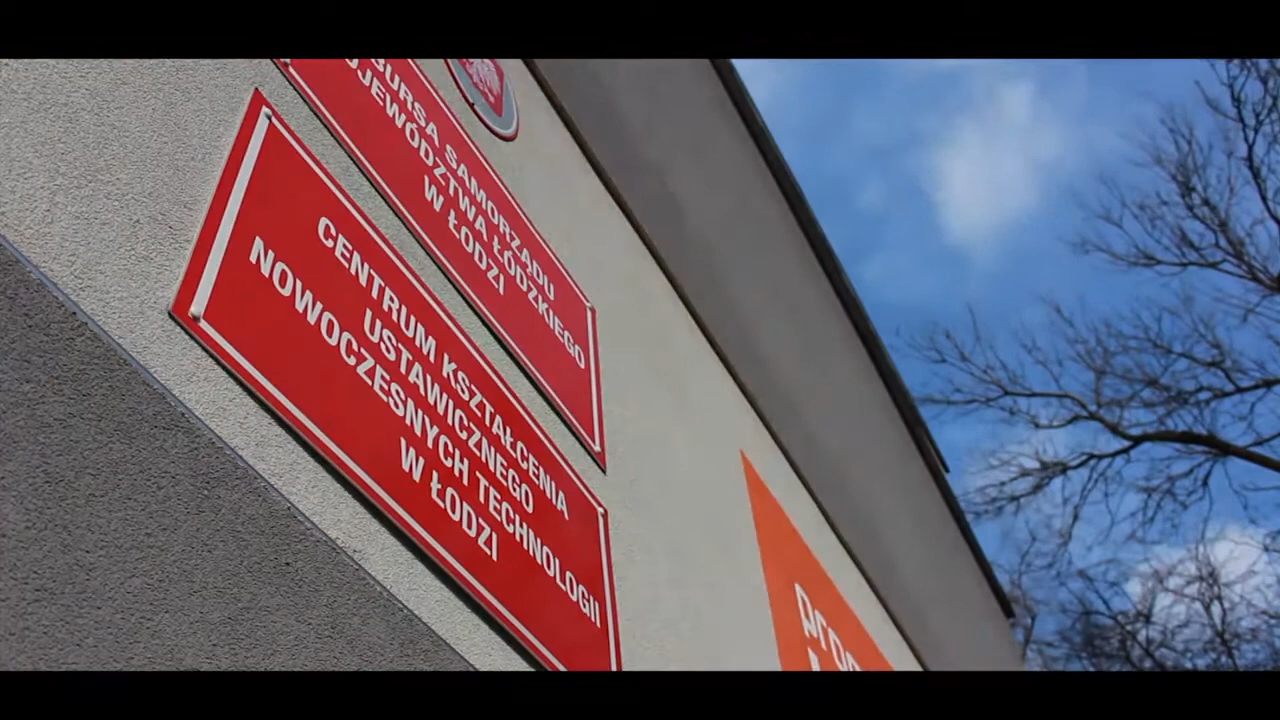 BURSA SAMORZĄDU
WOJEWÓDZTWA ŁÓDZKIEGO
W ŁODZI
CENTRUM KSZTAŁCENIA
USTAWICZNEGO
NOWOCZESNYCH TECHNOLOGII
W ŁODZI